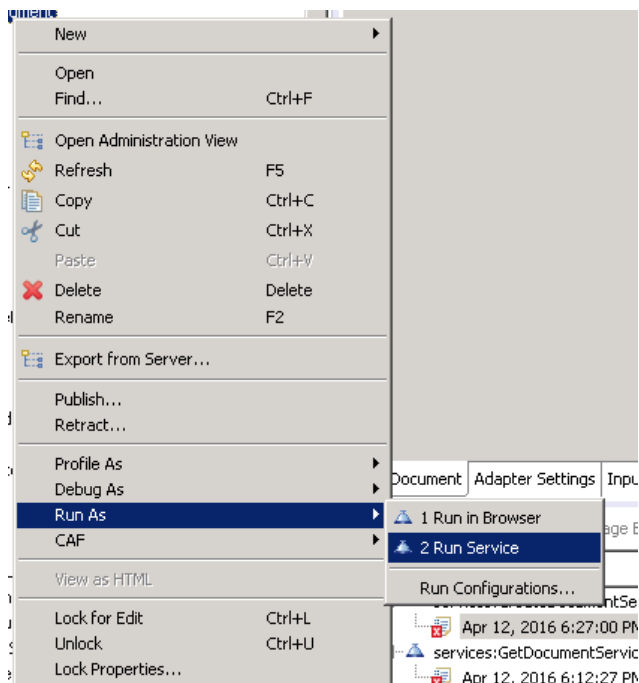 New
Open
Find... Ctrl+F
Open Administration View
Refresh F5
Copy Ctrl+C
Cut Ctrl+X
Paste Ctrl+V
Delete Delete
Rename F2
Export from Server...
Publish...
Retract...
Profile As
Debug As
Run As
CAF
View as HTML
Lock for Edit Ctrl+L
Unlock Ctrl+U
Lock Properties...
Document Adapter Settings Inpu
1 Run in Browser
age E
2 Run Service
Run Configurations...
ntSe
Apr 12, 2016 6:27:00 PM
services:GetDocumentServic
Apr 12, 2016 6:12:27 PM